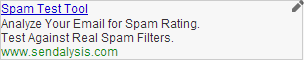 Spam Test Tool
Analyze Your Email for Spam Rating.
Test Against Real Spam Filters.
www.sendalysis.com